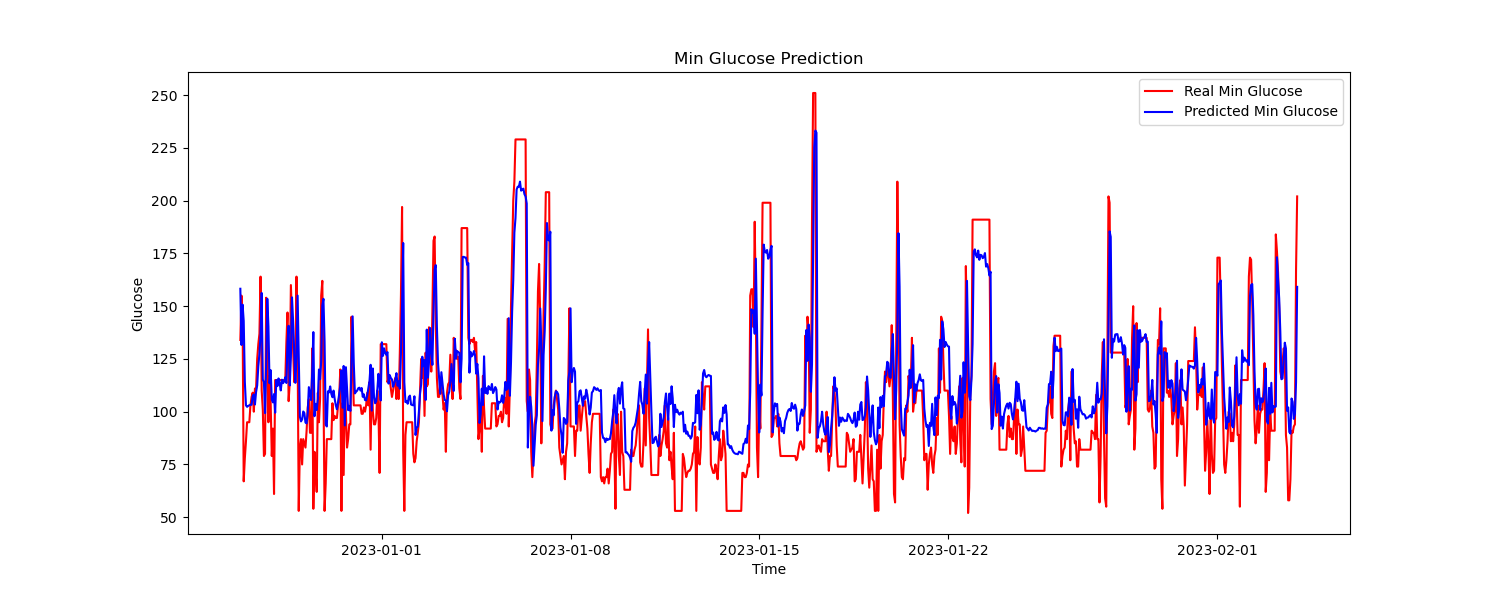 Min Glucose Prediction
Real Min Glucose
Predicted Min Glucose
Glucose
250
225
200
175
150
125
100
75
50
2023-01-01
2023-01-08
2023-01-15
2023-01-22
2023-02-01
Time